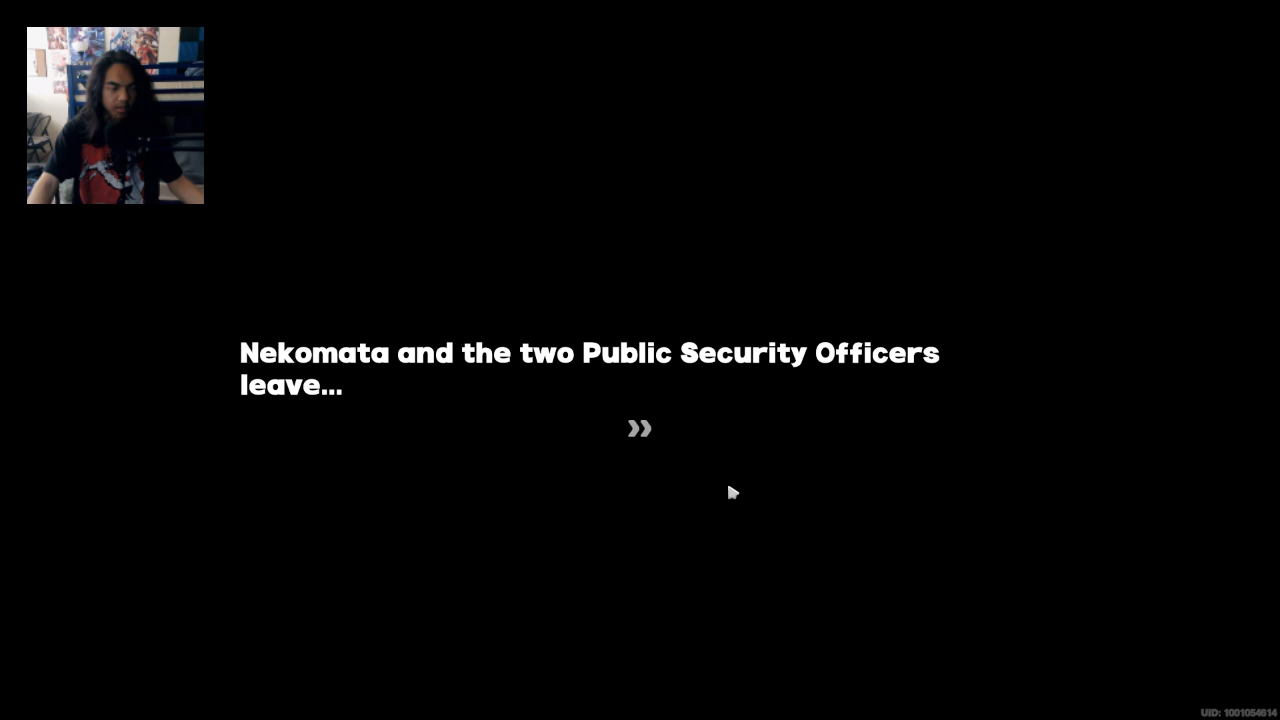 Nekomata and the two Public Security Officers
leave...
UID: 1001054614